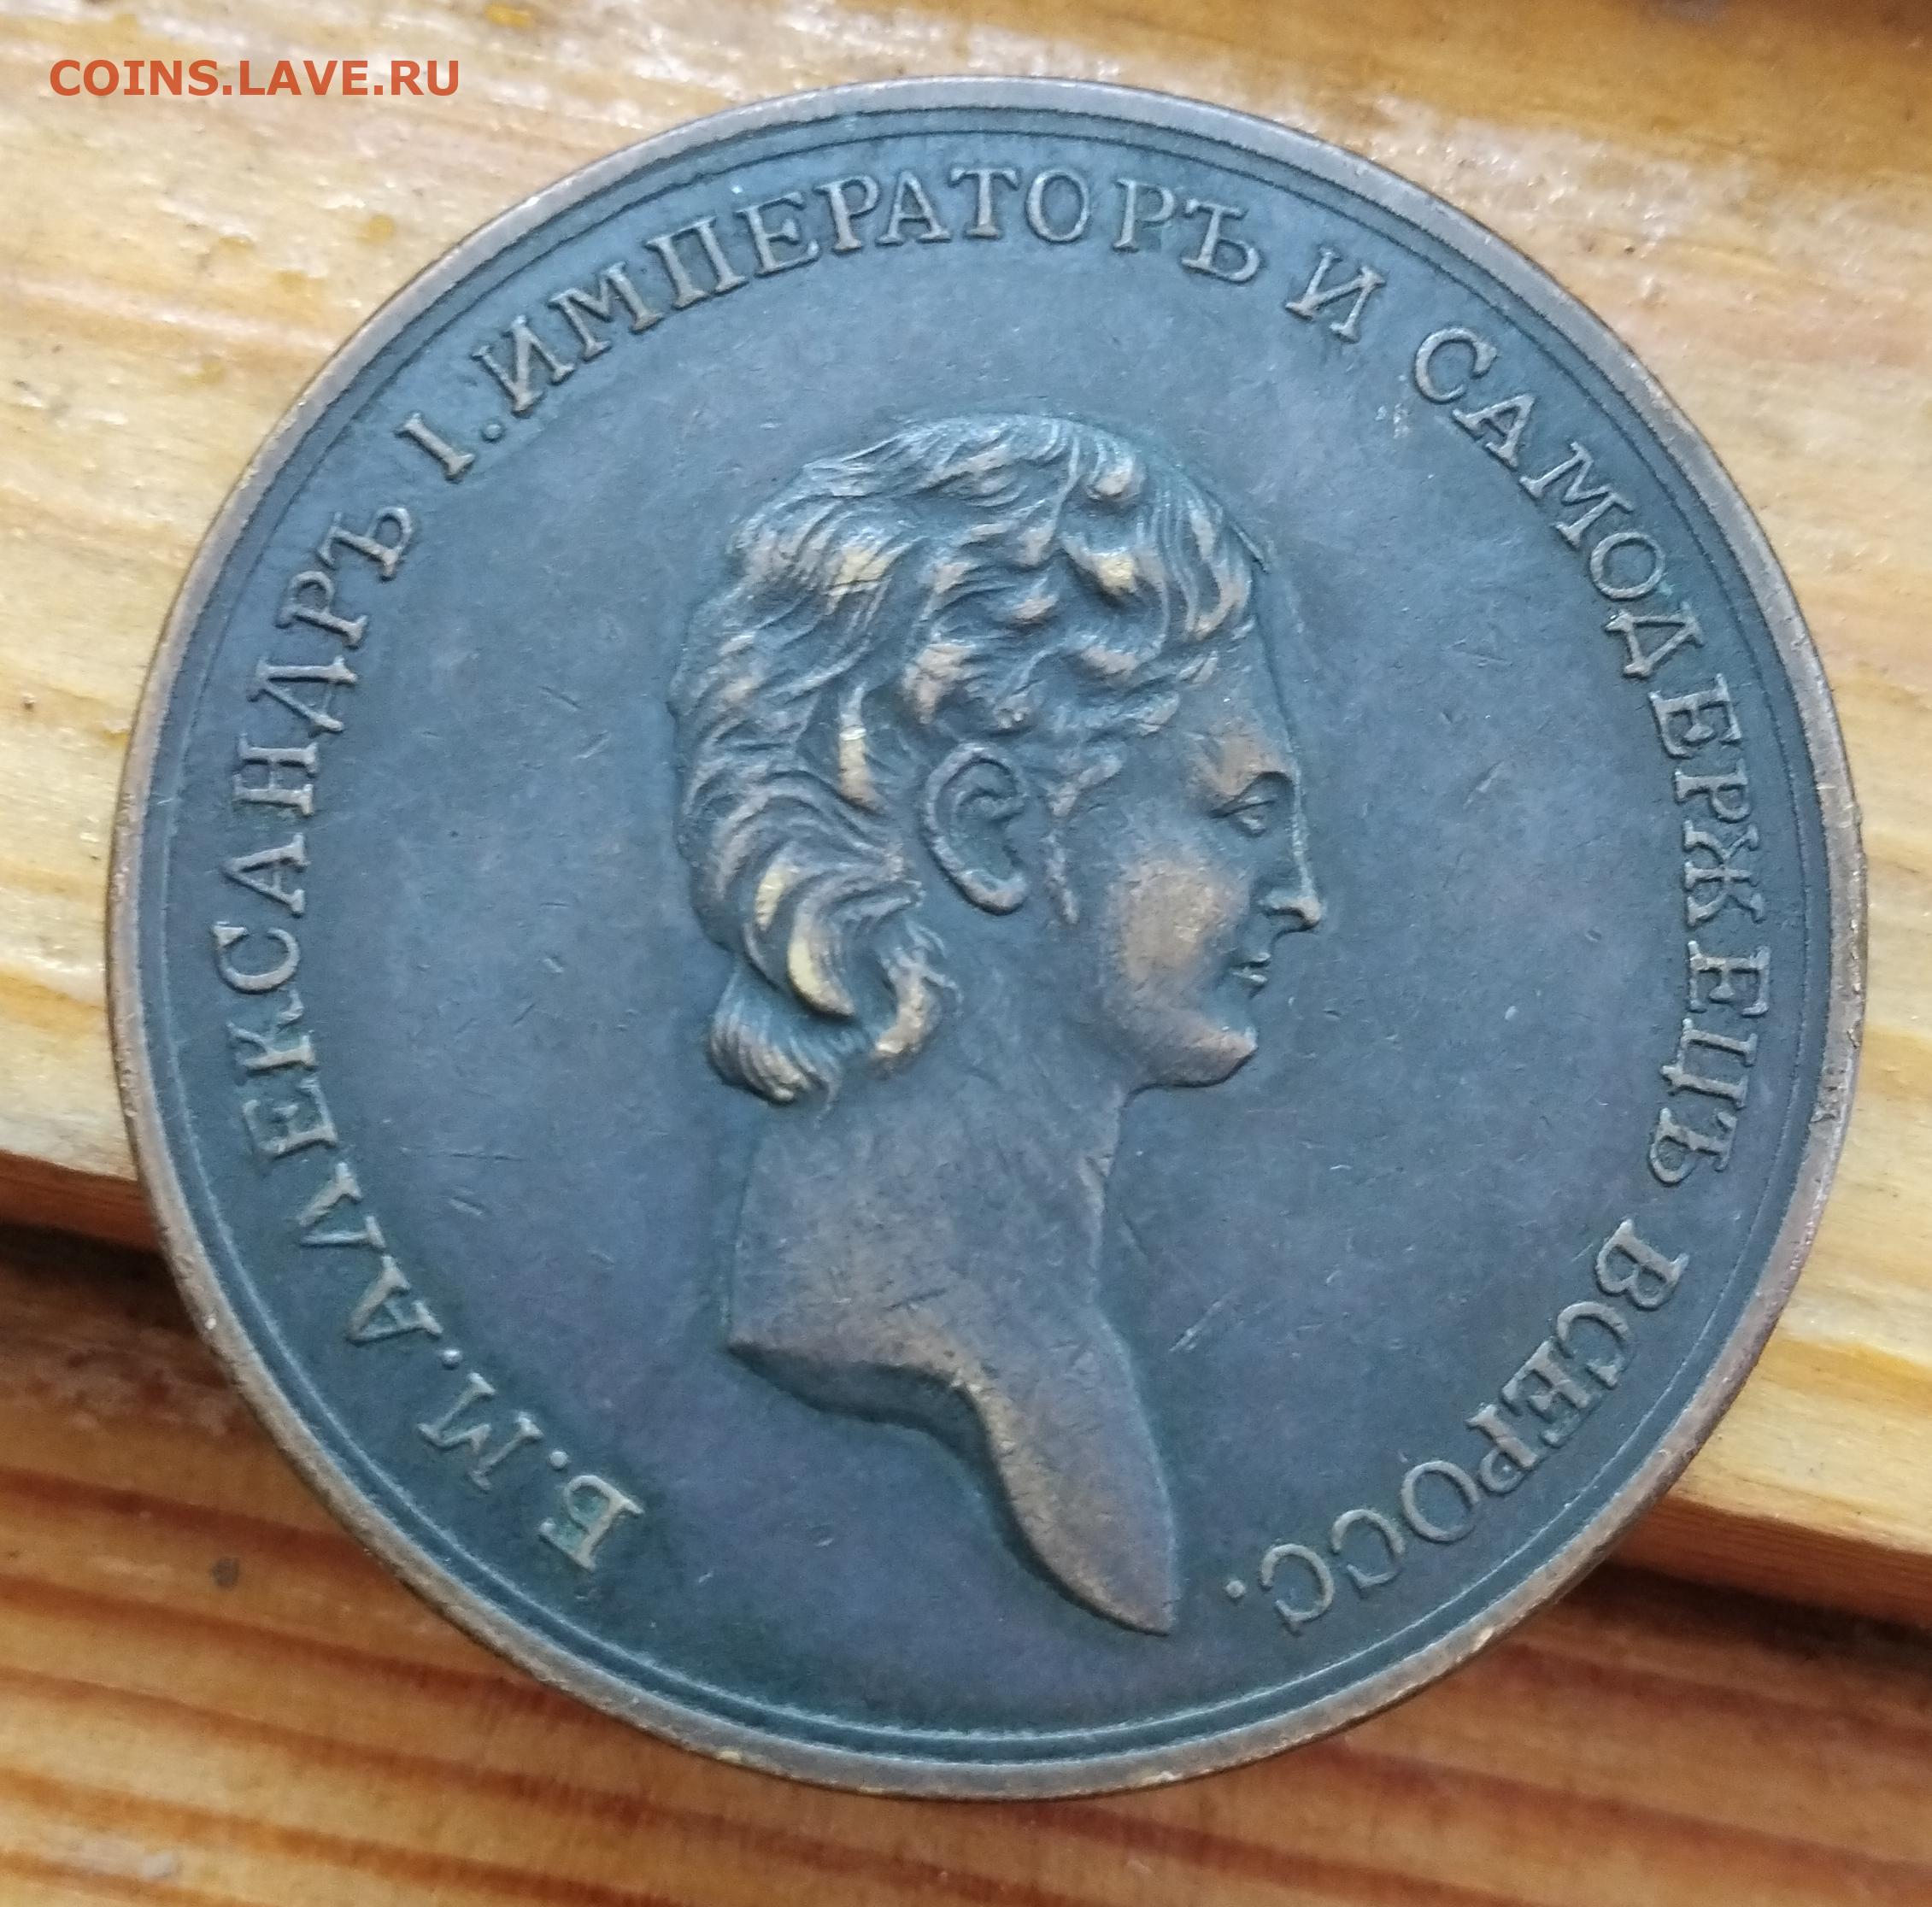 COINS.LAVE.RU
Б.М.АЛЕКСАНДРЪ I.ИМПЕРАТОРЪ И САМОДЕРЖЕЦЪ ВСЕРОСС.